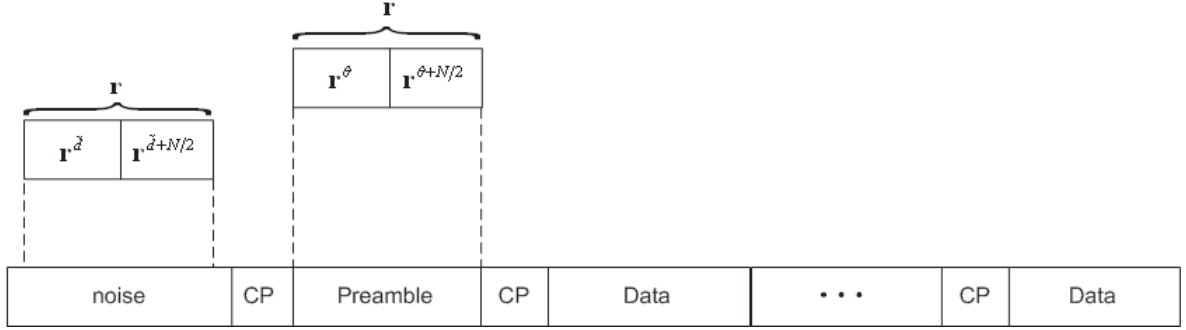 r
r^θ r^{θ+N/2}
r
r^{d̃} r^{d̃+N/2}
noise CP Preamble CP Data ··· CP Data